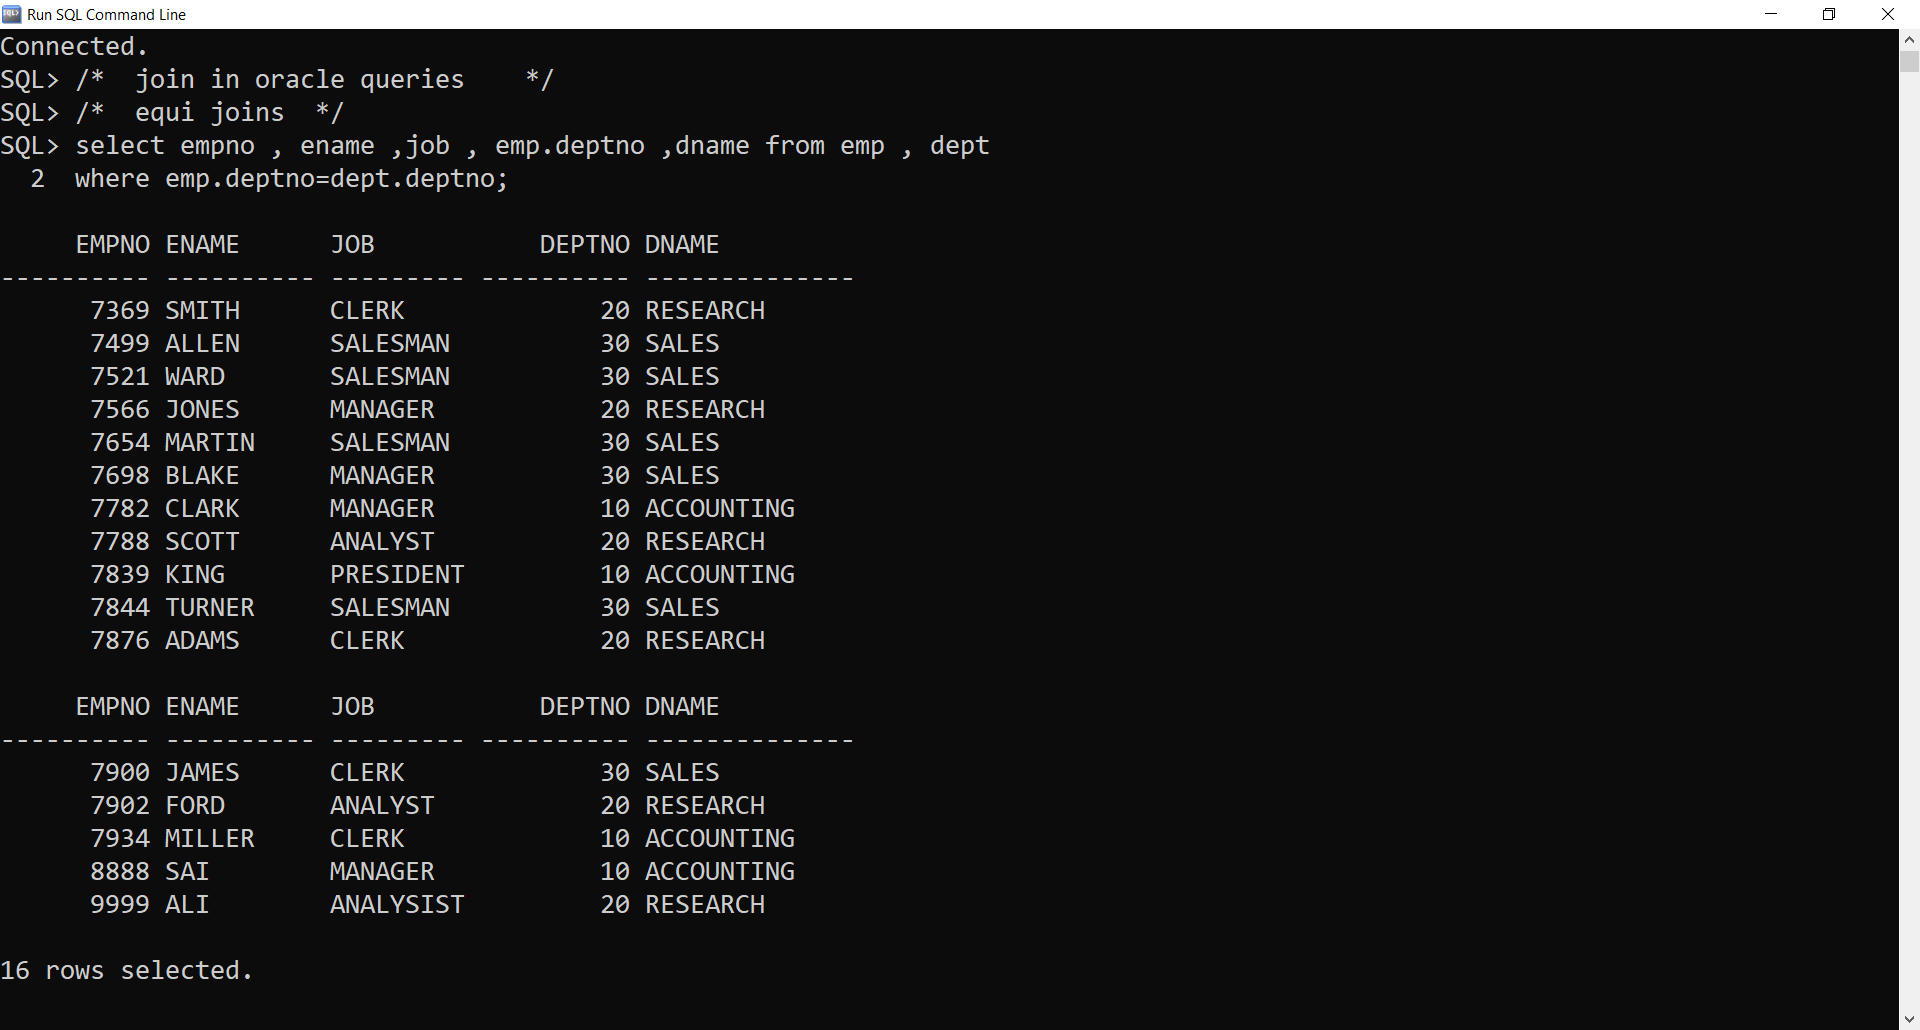 Run SQL Command Line
Connected.
SQL> /*  join in oracle queries    */
SQL> /*  equi joins  */
SQL> select empno , ename ,job , emp.deptno ,dname from emp , dept
  2  where emp.deptno=dept.deptno;

     EMPNO ENAME      JOB           DEPTNO DNAME
---------- ---------- --------- ---------- --------------
      7369 SMITH      CLERK             20 RESEARCH
      7499 ALLEN      SALESMAN          30 SALES
      7521 WARD       SALESMAN          30 SALES
      7566 JONES      MANAGER           20 RESEARCH
      7654 MARTIN     SALESMAN          30 SALES
      7698 BLAKE      MANAGER           30 SALES
      7782 CLARK      MANAGER           10 ACCOUNTING
      7788 SCOTT      ANALYST           20 RESEARCH
      7839 KING       PRESIDENT         10 ACCOUNTING
      7844 TURNER     SALESMAN          30 SALES
      7876 ADAMS      CLERK             20 RESEARCH

     EMPNO ENAME      JOB           DEPTNO DNAME
---------- ---------- --------- ---------- --------------
      7900 JAMES      CLERK             30 SALES
      7902 FORD       ANALYST           20 RESEARCH
      7934 MILLER     CLERK             10 ACCOUNTING
      8888 SAI        MANAGER           10 ACCOUNTING
      9999 ALI        ANALYSIST         20 RESEARCH

16 rows selected.